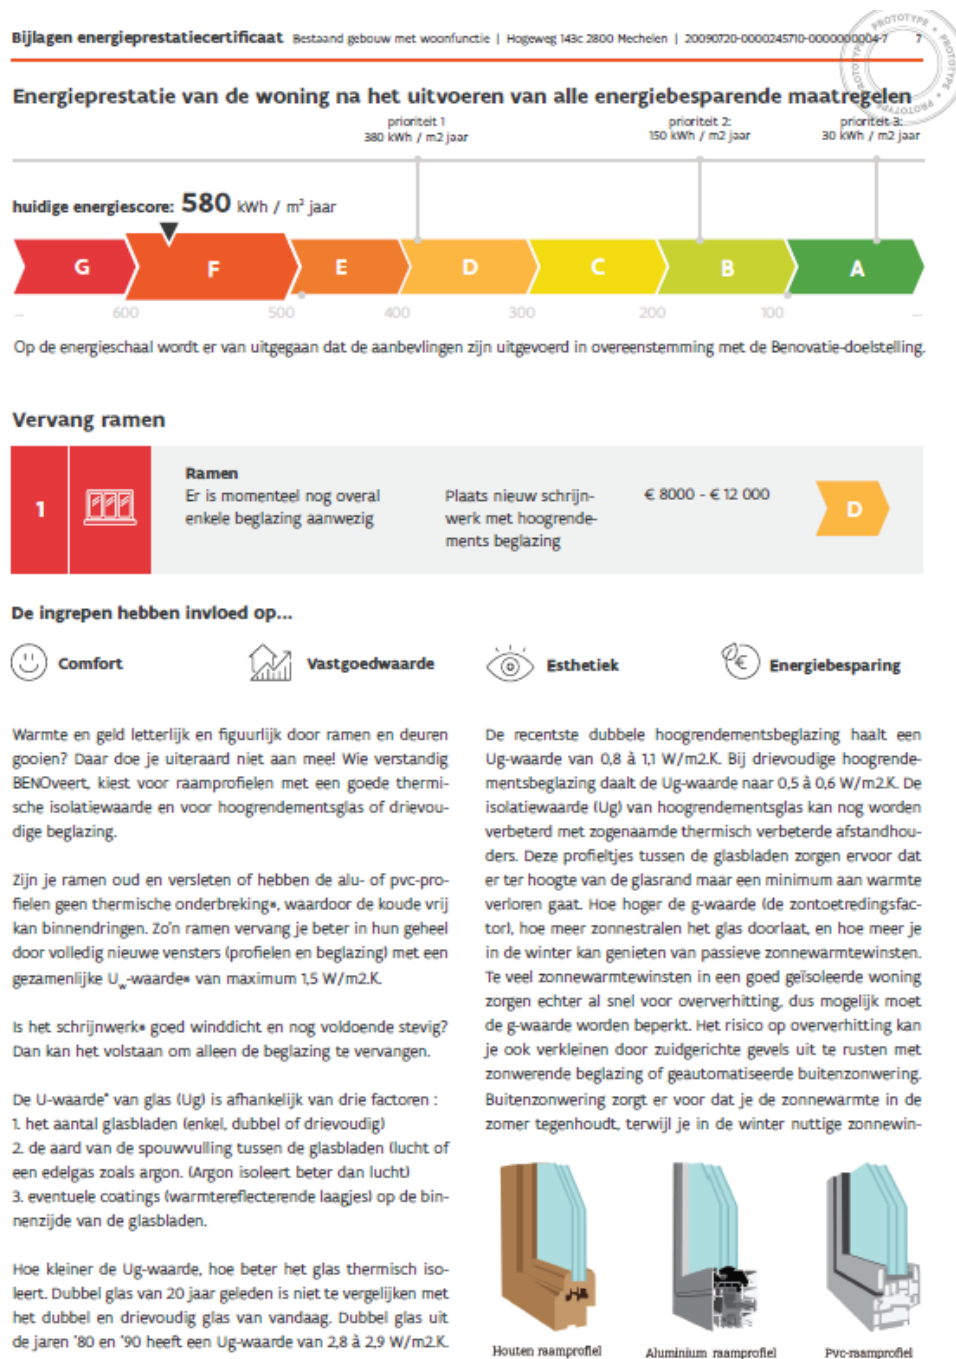 Bijlagen energieprestatiecertificaat Bestaand gebouw met woonfunctie | Hogeweg 143c 2800 Mechelen | 20090720-0000245710-0000000004-7 7
PROTOTYPE • PROTOTYPE • PROTOTYPE • PROTOTYPE
Energieprestatie van de woning na het uitvoeren van alle energiebesparende maatregelen
prioriteit 1
380 kWh / m2 jaar
prioriteit 2:
150 kWh / m2 jaar
prioriteit 3:
30 kWh / m2 jaar
huidige energiescore: 580 kWh / m² jaar
G F E D C B A
... 600 500 400 300 200 100 ...
Op de energieschaal wordt er van uitgegaan dat de aanbevlingen zijn uitgevoerd in overeenstemming met de Benovatie-doelstelling.
Vervang ramen
1
Ramen
Er is momenteel nog overal
enkele beglazing aanwezig
Plaats nieuw schrijn-
werk met hoogrende-
ments beglazing
€ 8000 - € 12 000
D
De ingrepen hebben invloed op...
Comfort
Vastgoedwaarde
Esthetiek
Energiebesparing
Warmte en geld letterlijk en figuurlijk door ramen en deuren
gooien? Daar doe je uiteraard niet aan mee! Wie verstandig
BENOveert, kiest voor raamprofielen met een goede thermi-
sche isolatiewaarde en voor hoogrendementsglas of drievou-
dige beglazing.
Zijn je ramen oud en versleten of hebben de alu- of pvc-pro-
fielen geen thermische onderbreking*, waardoor de koude vrij
kan binnendringen. Zo'n ramen vervang je beter in hun geheel
door volledig nieuwe vensters (profielen en beglazing) met een
gezamenlijke Uw-waarde* van maximum 1,5 W/m2.K.
Is het schrijnwerk* goed winddicht en nog voldoende stevig?
Dan kan het volstaan om alleen de beglazing te vervangen.
De U-waarde* van glas (Ug) is afhankelijk van drie factoren :
1. het aantal glasbladen (enkel, dubbel of drievoudig)
2. de aard van de spouwvulling tussen de glasbladen (lucht of
een edelgas zoals argon. (Argon isoleert beter dan lucht)
3. eventuele coatings (warmtereflecterende laagjes) op de bin-
nenzijde van de glasbladen.
Hoe kleiner de Ug-waarde, hoe beter het glas thermisch iso-
leert. Dubbel glas van 20 jaar geleden is niet te vergelijken met
het dubbel en drievoudig glas van vandaag. Dubbel glas uit
de jaren '80 en '90 heeft een Ug-waarde van 2,8 à 2,9 W/m2.K.
De recentste dubbele hoogrendementsbeglazing haalt een
Ug-waarde van 0,8 à 1,1 W/m2.K. Bij drievoudige hoogrende-
mentsbeglazing daalt de Ug-waarde naar 0,5 à 0,6 W/m2.K. De
isolatiewaarde (Ug) van hoogrendementsglas kan nog worden
verbeterd met zogenaamde thermisch verbeterde afstandhou-
ders. Deze profieltjes tussen de glasbladen zorgen ervoor dat
er ter hoogte van de glasrand maar een minimum aan warmte
verloren gaat. Hoe hoger de g-waarde (de zontoetredingsfac-
tor), hoe meer zonnestralen het glas doorlaat, en hoe meer je
in de winter kan genieten van passieve zonnewarmtewinsten.
Te veel zonnewarmtewinsten in een goed geïsoleerde woning
zorgen echter al snel voor oververhitting, dus mogelijk moet
de g-waarde worden beperkt. Het risico op oververhitting kan
je ook verkleinen door zuidgerichte gevels uit te rusten met
zonwerende beglazing of geautomatiseerde buitenzonwering.
Buitenzonwering zorgt er voor dat je de zonnewarmte in de
zomer tegenhoudt, terwijl je in de winter nuttige zonnewin-
Houten raamprofiel
Aluminium raamprofiel
Pvc-raamprofiel